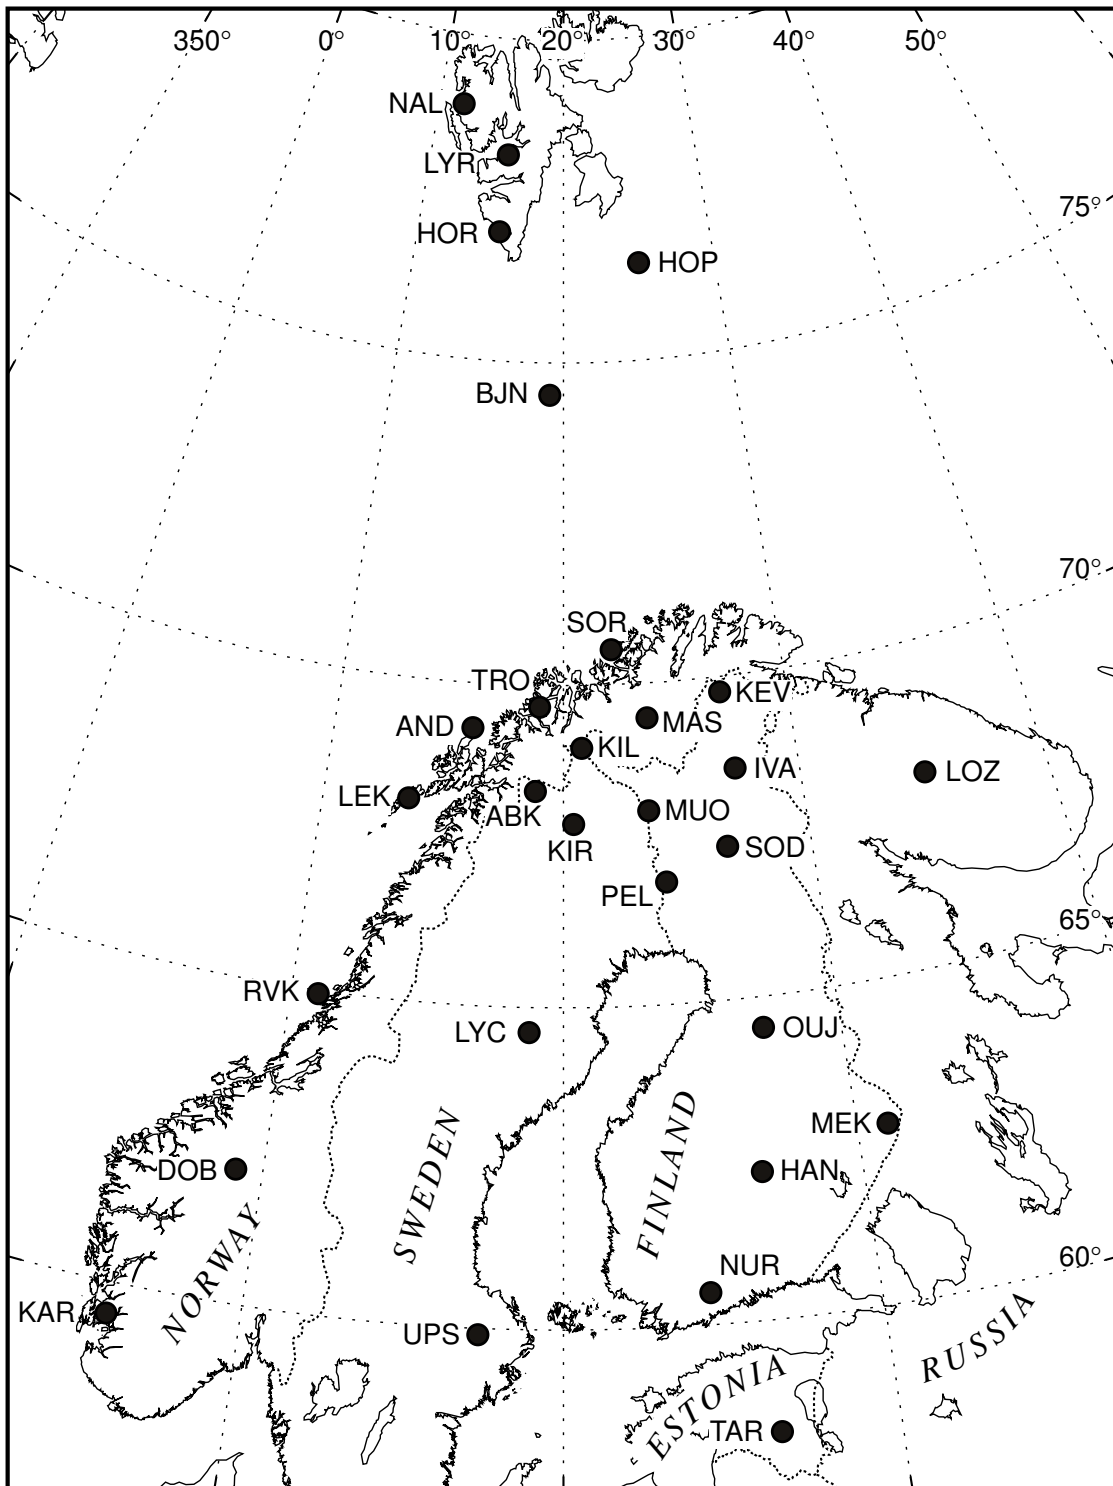 350° 0° 10° 20° 30° 40° 50°
NAL
LYR
75°
HOR
HOP
BJN
70°
SOR
TRO
KEV
AND
MAS
KIL
IVA
LOZ
LEK
ABK
MUO
KIR
SOD
PEL
65°
RVK
LYC
OUJ
MEK
SWEDEN
FINLAND
DOB
HAN
NORWAY
60°
NUR
KAR
UPS
RUSSIA
ESTONIA
TAR